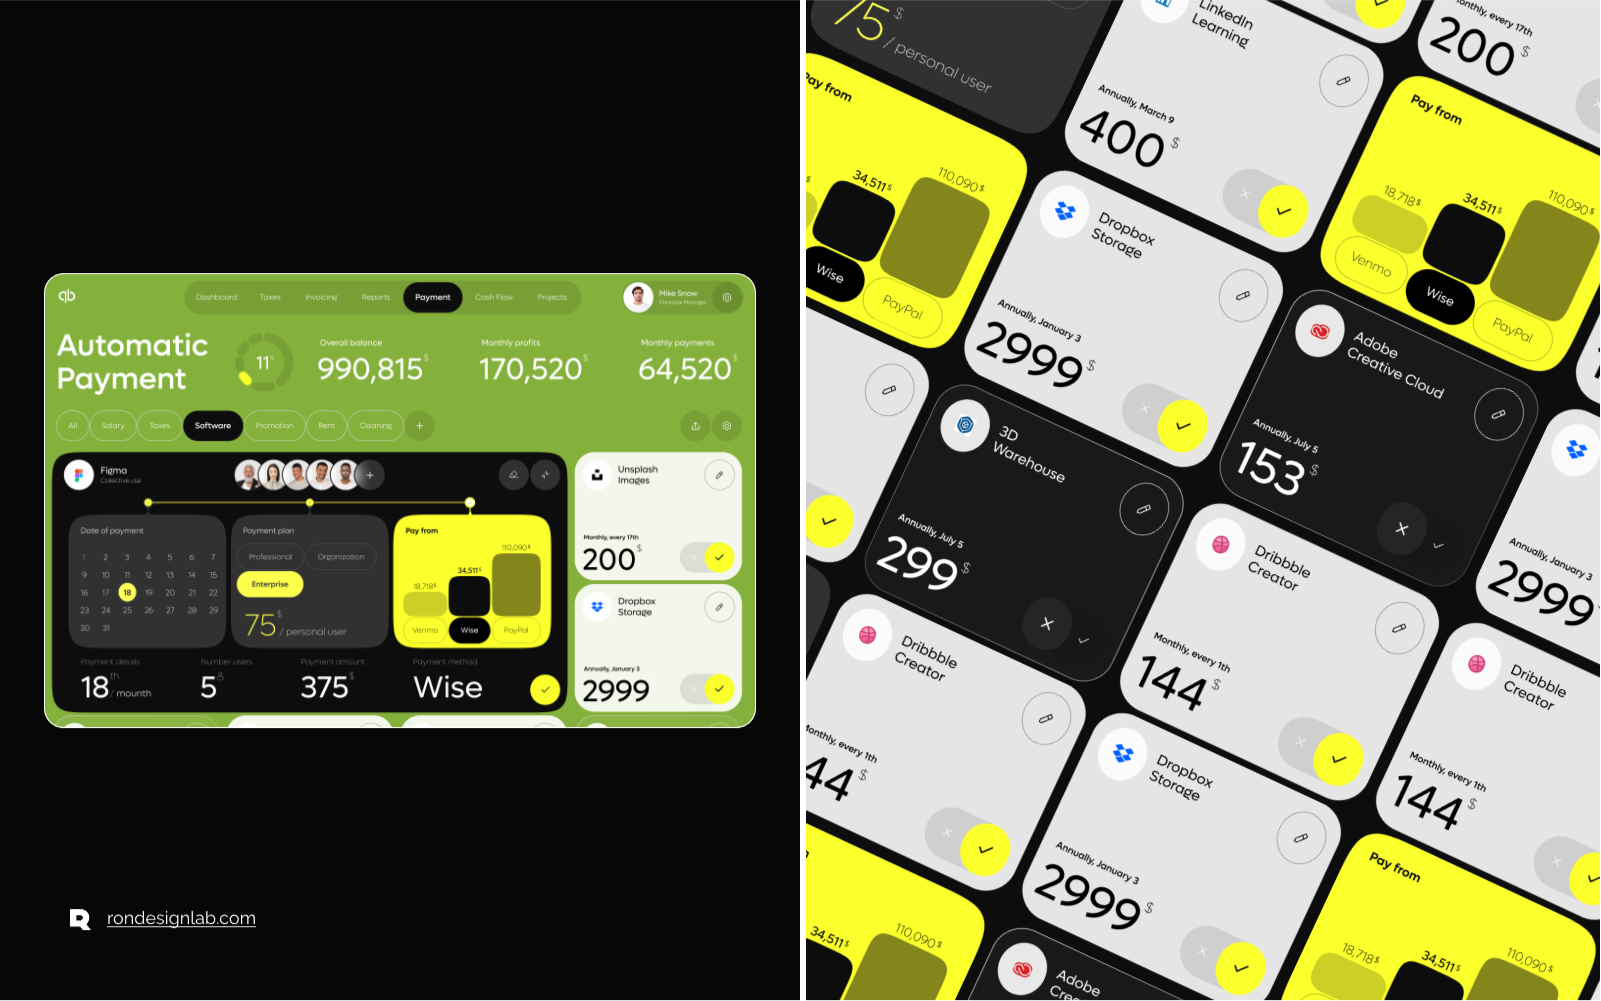 qb
Dashboard
Taxes
Invoicing
Reports
Payment
Cash Flow
Projects
Mike Snow
Financial Manager
Automatic
Payment
11
Overall balance
990,815$
Monthly profits
170,520$
Monthly payments
64,520$
All
Salary
Taxes
Software
Promotion
Rent
Cleaning
+
Figma
Collective use
+
Date of payment
1 2 3 4 5 6 7
9 10 11 12 13 14 15
16 17 18 19 20 21 22
23 24 25 26 27 28 29
30 31
Payment plan
Professional
Organization
Enterprise
75$ / personal user
Pay from
18,718$
34,511$
110,090$
Venmo
Wise
PayPal
Payment details
18th / mounth
Number users
5
Payment amount
375$
Payment method
Wise
Unsplash
Images
Monthly, every 17th
200$
Dropbox
Storage
Annually, January 3
2999
R rondesignlab.com
75$ / personal user
LinkedIn
Learning
Annually, March 9
400$
Monthly, every 17th
200$
Pay from
34,511$
110,090$
Wise
PayPal
Dropbox
Storage
Annually, January 3
2999$
Pay from
18,718$
34,511$
110,090$
Venmo
Wise
PayPal
3D
Warehouse
Annually, July 5
299$
Adobe
Creative Cloud
Annually, July 5
153$
Annually, January 3
2999$
Dribbble
Creator
Monthly, every 1th
44$
Dribbble
Creator
Monthly, every 1th
144$
Dribbble
Creator
Monthly, every 1th
144$
Dropbox
Storage
Annually, January 3
2999$
34,511$
110,090$
Adobe
Pay from
18,718$
34,511$
110,090$